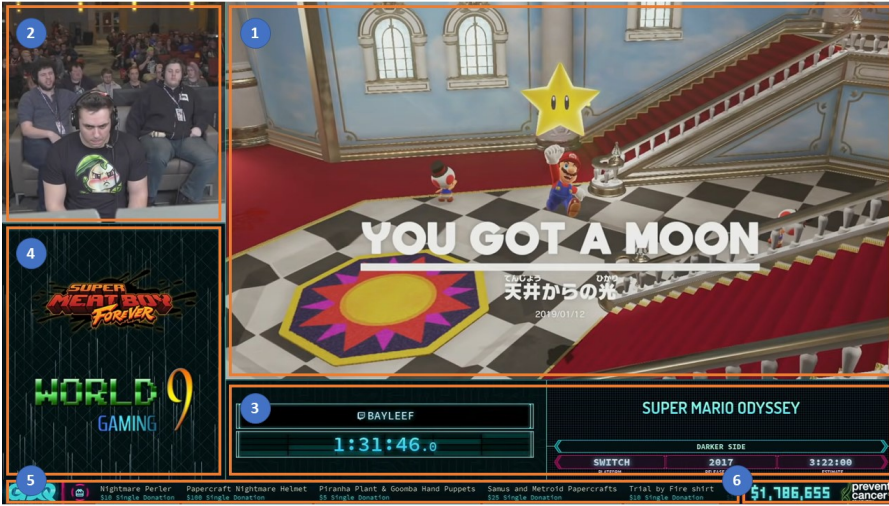 2
1
YOU GOT A MOON
てんじょう ひかり
天井からの光
2019/01/12
4
SUPER
MEAT BOY
FOREVER
WORLD 9
GAMING
3
BAYLEEF
1:31:46.0
SUPER MARIO ODYSSEY
DARKER SIDE
SWITCH 2017 3:22:00
PLATFORM RELEASE ESTIMATE
5
6
GDQ
Nightmare Perler
$10 Single Donation
Papercraft Nightmare Helmet
$100 Single Donation
Piranha Plant & Goomba Hand Puppets
$5 Single Donation
Samus and Metroid Papercrafts
$25 Single Donation
Trial by Fire shirt
$10 Single Donation
$1,786,655
prevent
cancer